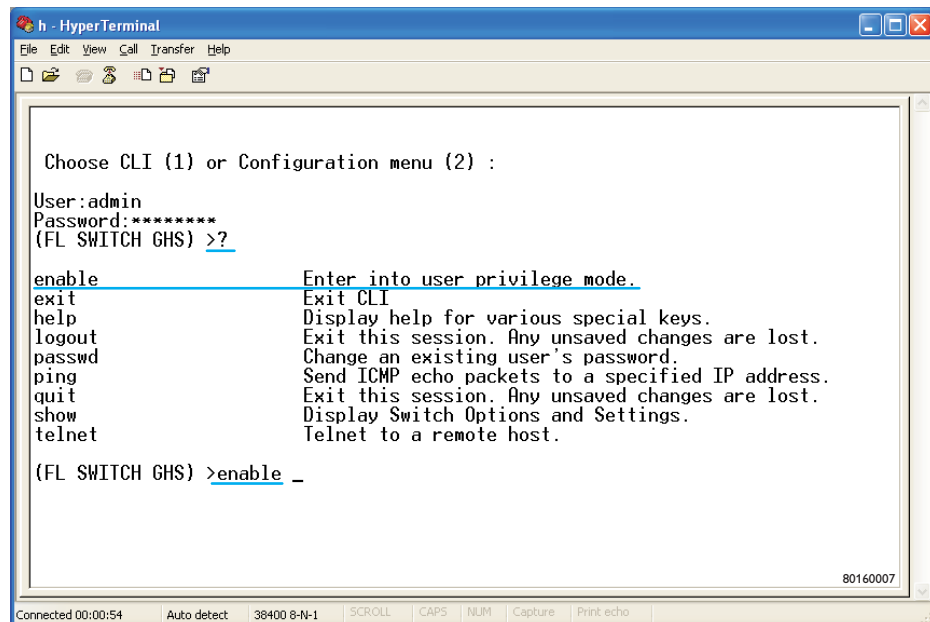 h - HyperTerminal
File Edit View Call Transfer Help
Choose CLI (1) or Configuration menu (2) :
User:admin
Password:********
(FL SWITCH GHS) >?
enable Enter into user privilege mode.
exit Exit CLI
help Display help for various special keys.
logout Exit this session. Any unsaved changes are lost.
passwd Change an existing user's password.
ping Send ICMP echo packets to a specified IP address.
quit Exit this session. Any unsaved changes are lost.
show Display Switch Options and Settings.
telnet Telnet to a remote host.
(FL SWITCH GHS) >enable _
80160007
Connected 00:00:54 Auto detect 38400 8-N-1 SCROLL CAPS NUM Capture Print echo